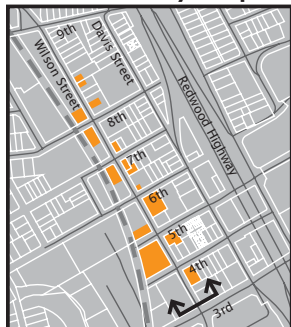 9th
Davis Street
Wilson Street
Redwood Highway
8th
7th
6th
5th
4th
3rd